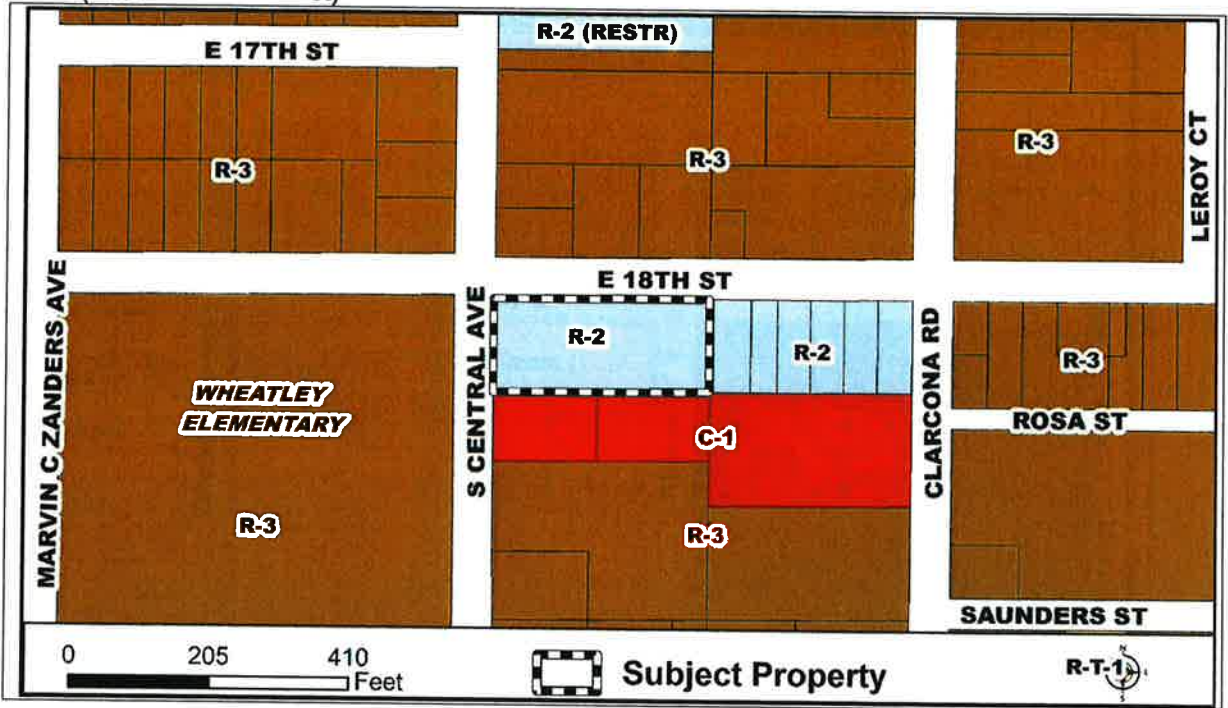 R-2 (RESTR)
E 17TH ST
R-3
R-3
R-3
LEROY CT
E 18TH ST
MARVIN C ZANDERS AVE
S CENTRAL AVE
R-2
R-2
CLARCONA RD
R-3
WHEATLEY
ELEMENTARY
ROSA ST
C-1
R-3
R-3
SAUNDERS ST
0 205 410
Feet
Subject Property
R-T-1
N
S